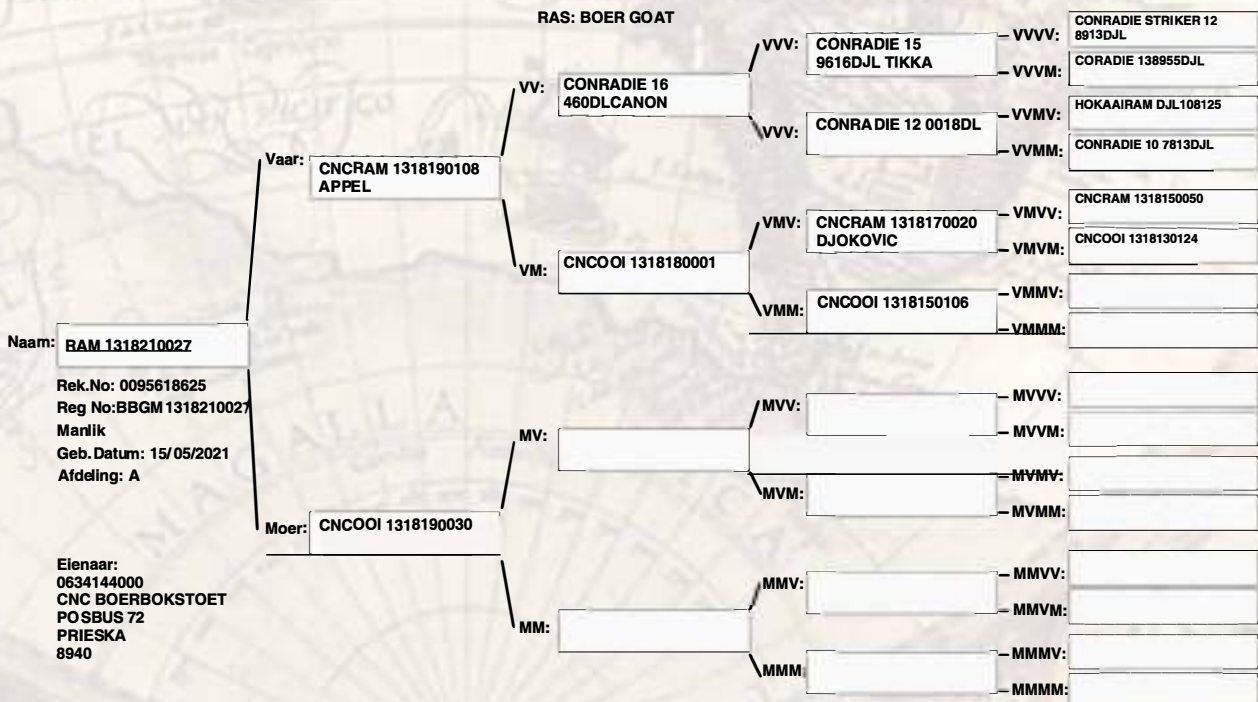 RAS: BOER GOAT
Naam: RAM 1318210027
Rek.No: 0095618625
Reg No:BBGM1318210027
Manlik
Geb.Datum: 15/05/2021
Afdeling: A
Eienaar:
0634144000
CNC BOERBOKSTOET
POSBUS 72
PRIESKA
8940
Vaar: CNCRAM 1318190108
APPEL
Moer: CNCOOI 1318190030
VV: CONRADIE 16
460DLCANON
VM: CNCOOI 1318180001
MV:
MM:
VVV: CONRADIE 15
9616DJL TIKKA
VVV: CONRADIE 12 0018DL
VMV: CNCRAM 1318170020
DJOKOVIC
VMM: CNCOOI 1318150106
MVV:
MVM:
MMV:
MMM
VVVV: CONRADIE STRIKER 12
8913DJL
VVVM: CORADIE 138955DJL
VVMV: HOKAAIRAM DJL108125
VVMM: CONRADIE 10 7813DJL
VMVV: CNCRAM 1318150050
VMVM: CNCOOI 1318130124
VMMV:
VMMM:
MVVV:
MVVM:
MVMV:
MVMM:
MMVV:
MMVM:
MMMV:
MMMM: